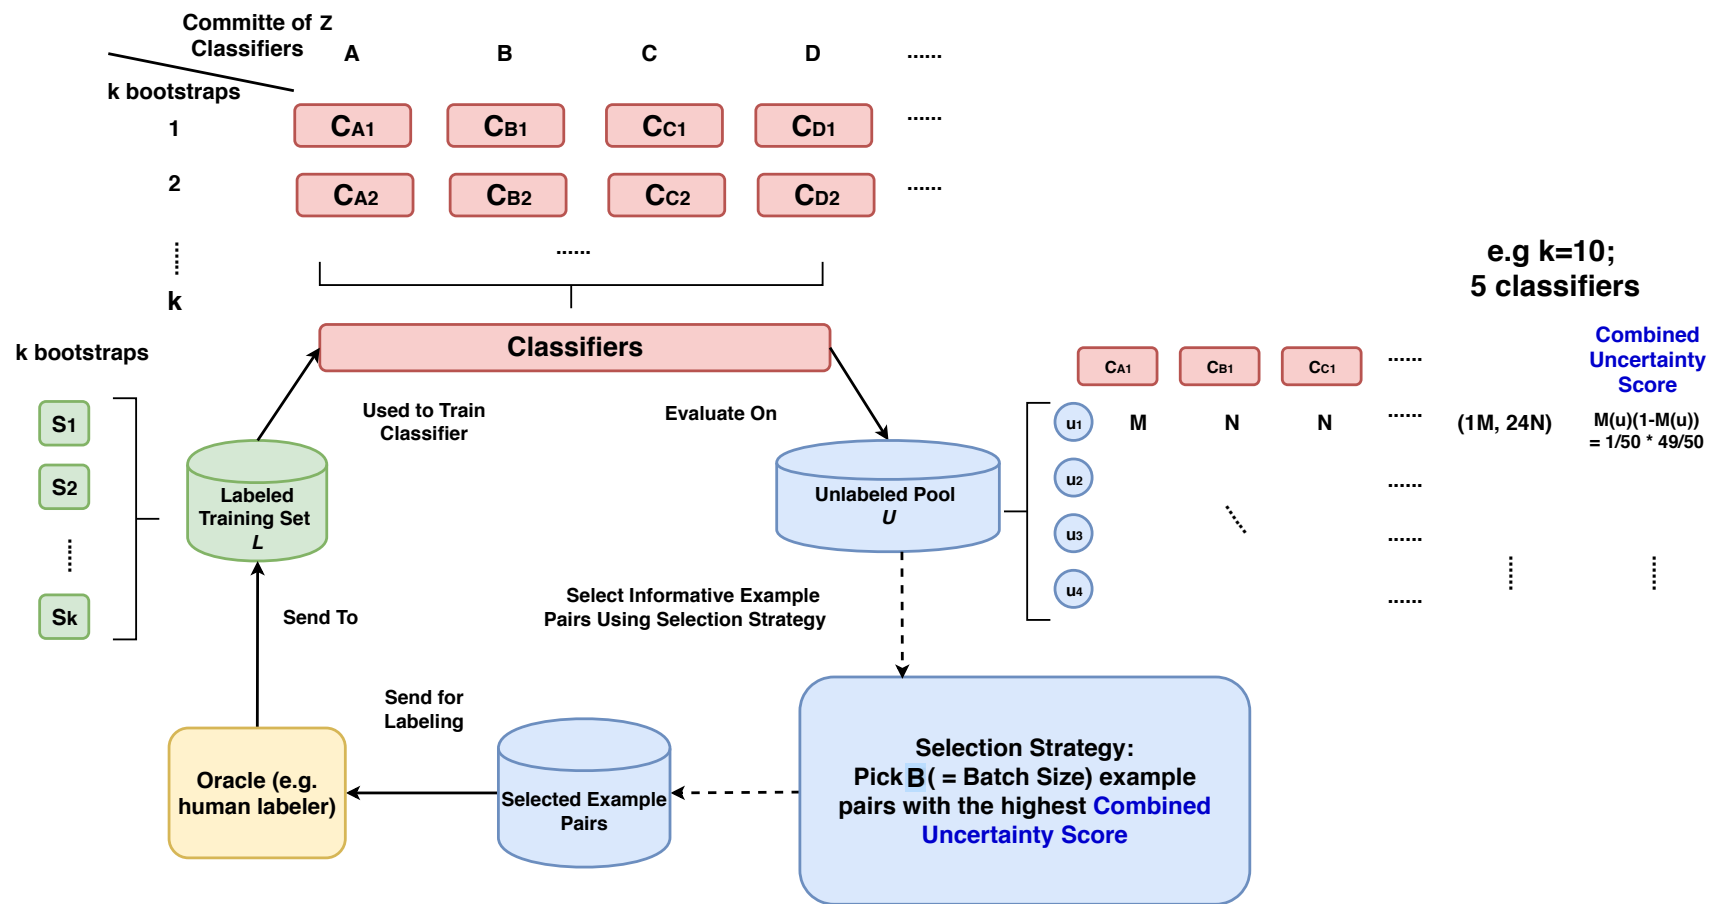 Committe of Z
Classifiers
A
B
C
D
......
k bootstraps
1
CA1
CB1
CC1
CD1
......
2
CA2
CB2
CC2
CD2
......
......
......
k
e.g k=10;
5 classifiers
Classifiers
k bootstraps
S1
S2
......
Sk
Used to Train
Classifier
Evaluate On
Labeled
Training Set
L
Unlabeled Pool
U
CA1
CB1
CC1
......
Combined
Uncertainty
Score
u1
M
N
N
......
(1M, 24N)
M(u)(1-M(u))
= 1/50 * 49/50
u2
......
u3
......
u4
......
......
......
Send To
Select Informative Example
Pairs Using Selection Strategy
Send for
Labeling
Oracle (e.g.
human labeler)
Selected Example
Pairs
Selection Strategy:
Pick B ( = Batch Size) example
pairs with the highest Combined
Uncertainty Score